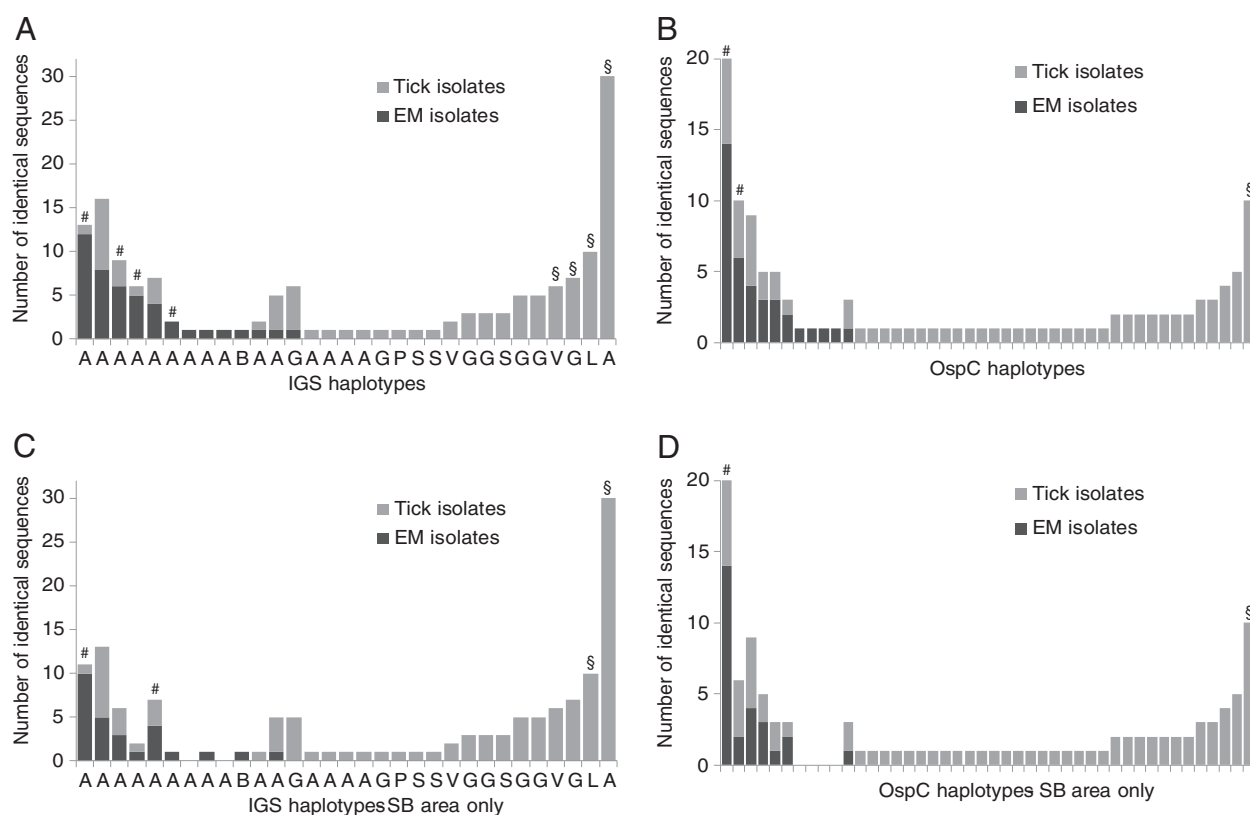 A
Number of identical sequences
30
25
20
15
10
5
0
Tick isolates
EM isolates
# # # # § § § §
A A A A A A A A A B A A G A A A A G P S S V G G S G G V G L A
IGS haplotypes
B
Number of identical sequences
20
15
10
5
0
Tick isolates
EM isolates
# # §
OspC haplotypes
C
Number of identical sequences
30
25
20
15
10
5
0
Tick isolates
EM isolates
# # § §
A A A A A A A A A B A A G A A A A G P S S V G G S G G V G L A
IGS haplotypes SB area only
D
Number of identical sequences
20
15
10
5
0
Tick isolates
EM isolates
# §
OspC haplotypes SB area only